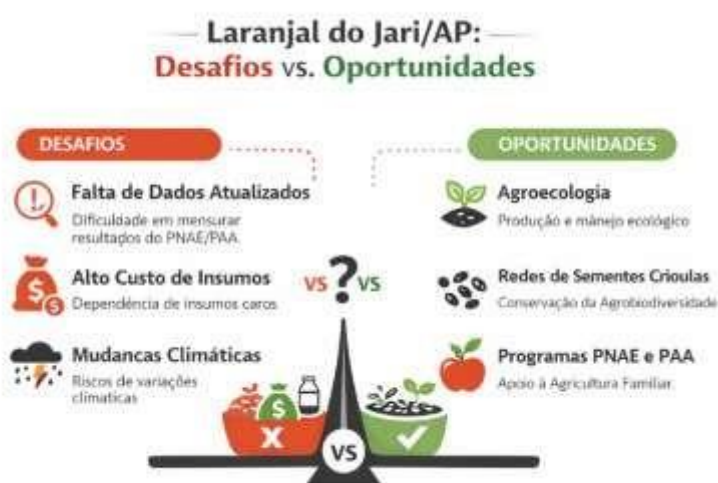 Laranjal do Jari/AP:
Desafios vs. Oportunidades
DESAFIOS
Falta de Dados Atualizados
Dificuldade em mensurar
resultados do PNAE/PAA.
Alto Custo de Insumos
Dependência de insumos caros
Mudancas Climáticas
Riscos de variações
climaticas
VS ? VS
OPORTUNIDADES
Agroecologia
Produção e mánejo ecológico
Redes de Sementes Crioulas
Conservação da Agrobiodiversidade
Programas PNAE e PAA
Apoio à Agricultura Familiar.
$
$
$
X
VS